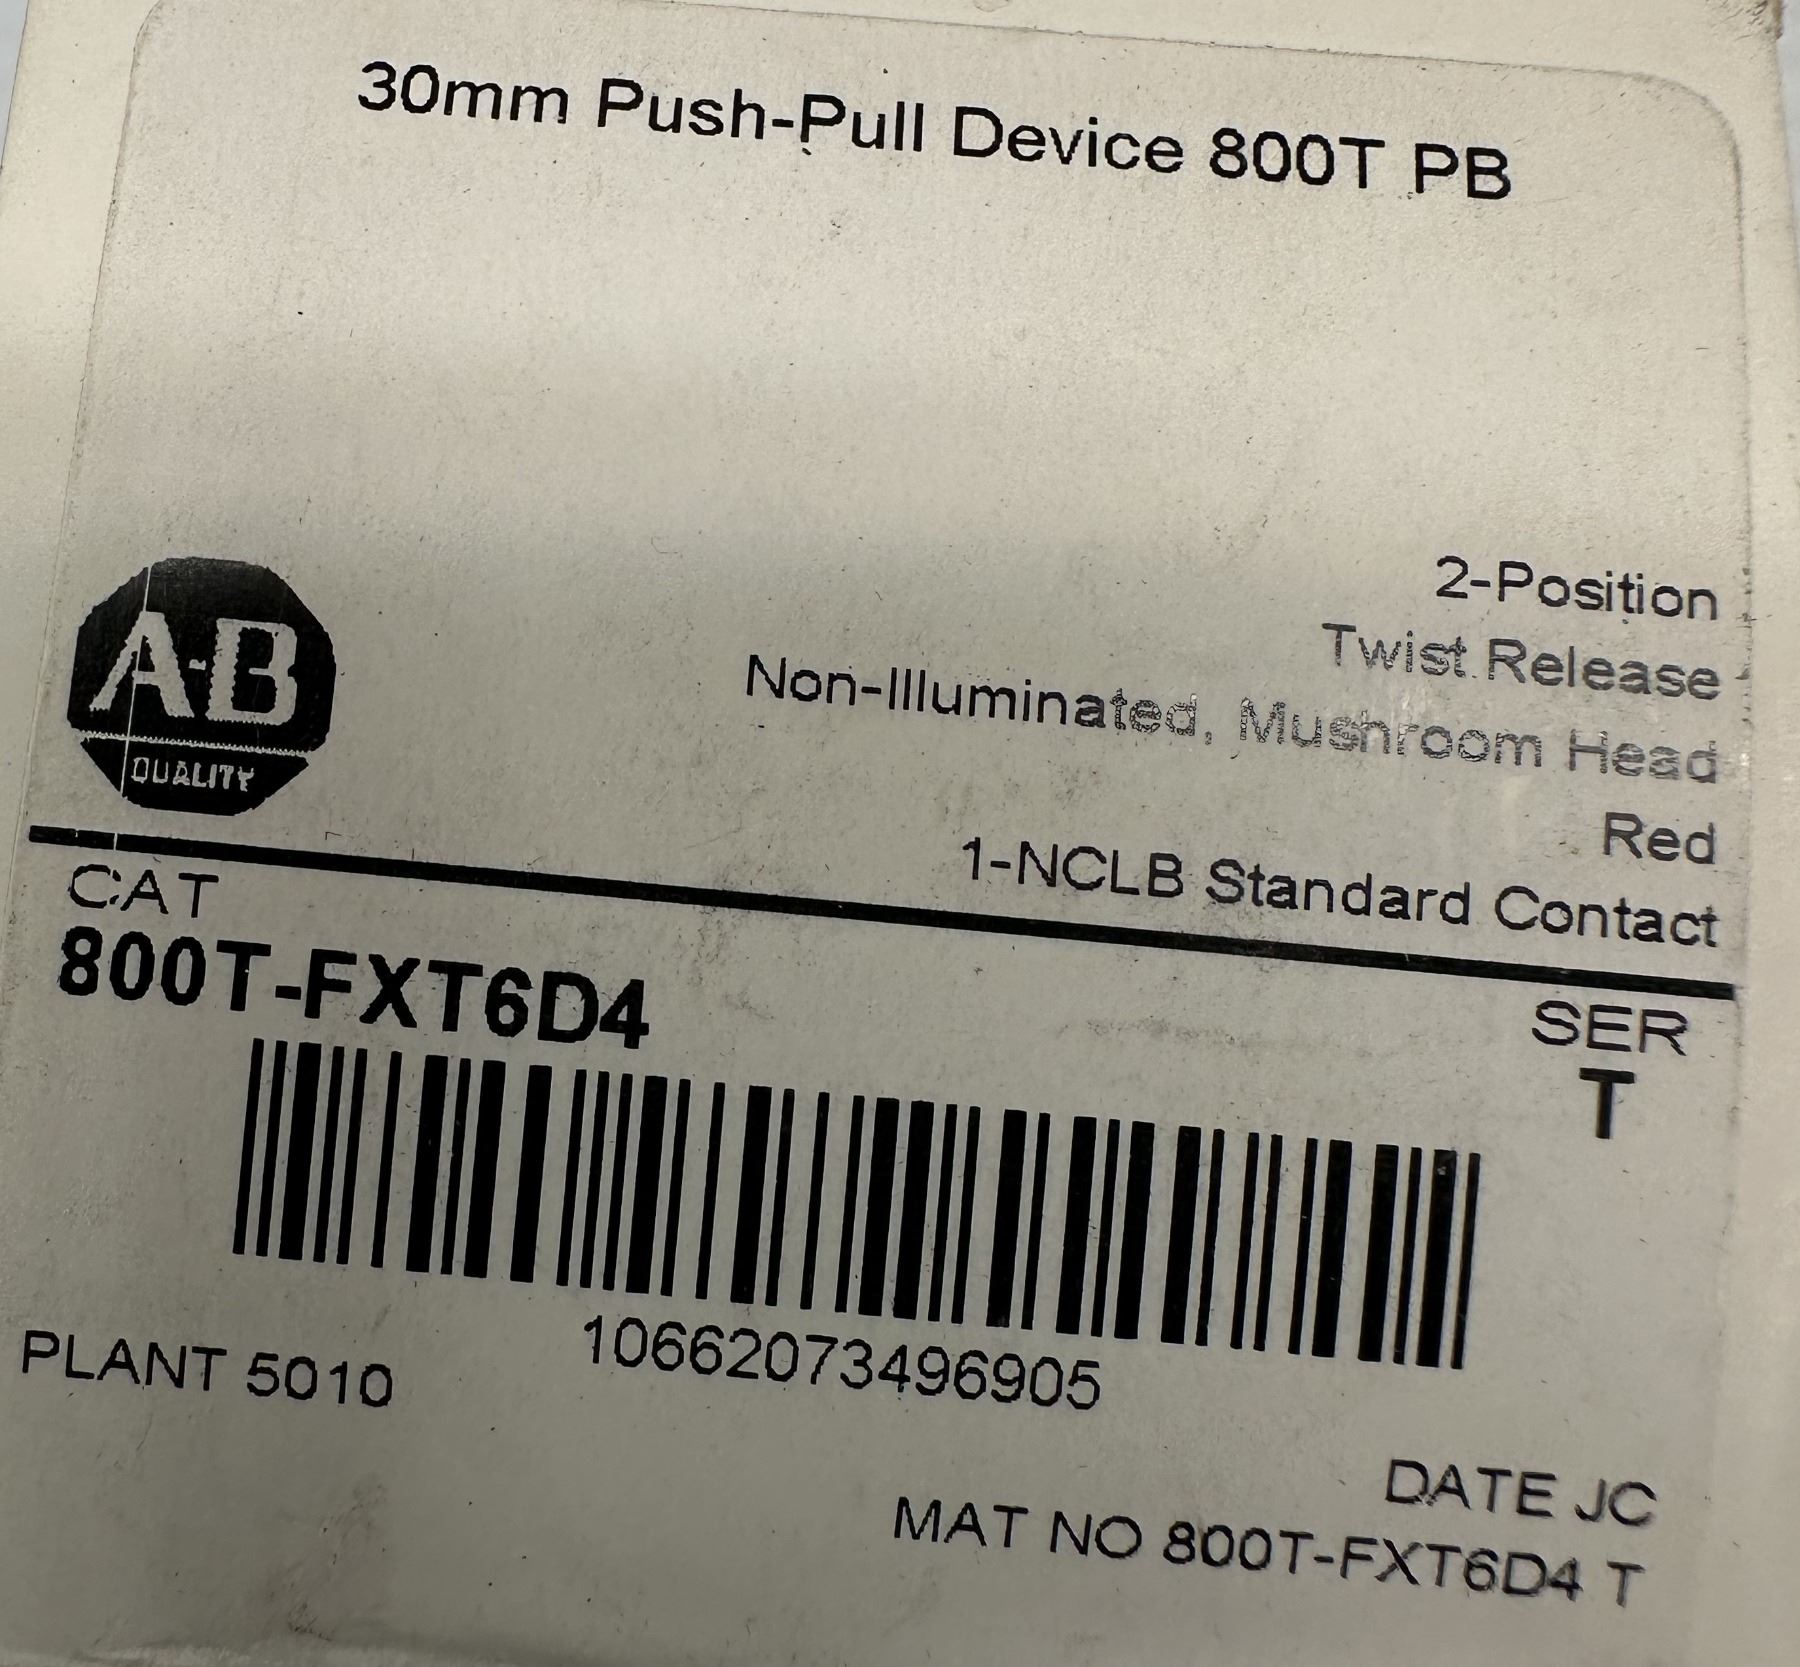 30mm Push-Pull Device 800T PB
2-Position
Twist Release
Non-Illuminated, Mushroom Head
Red
1-NCLB Standard Contact
A-B
QUALITY
CAT
800T-FXT6D4
SER
T
10662073496905
PLANT 5010
DATE JC
MAT NO 800T-FXT6D4 T